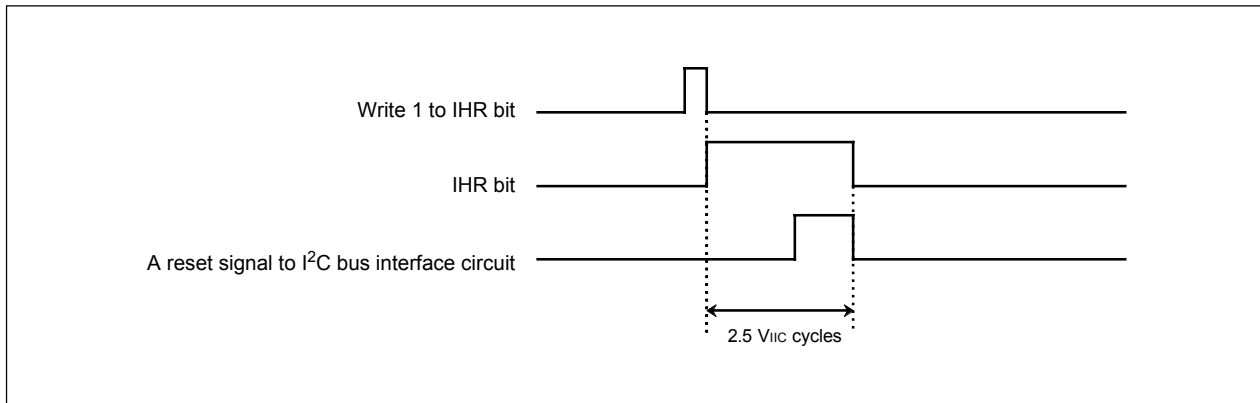 Write 1 to IHR bit
IHR bit
A reset signal to I²C bus interface circuit
2.5 VIIC cycles